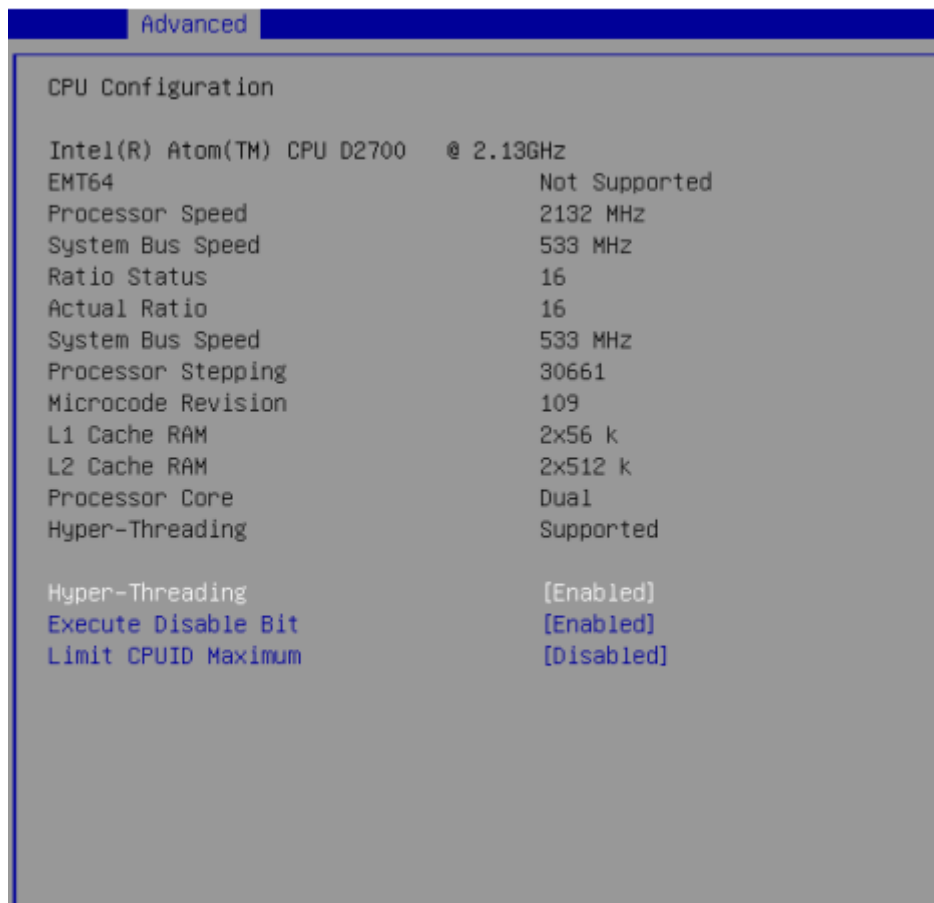 Advanced
CPU Configuration
Intel(R) Atom(TM) CPU D2700 @ 2.13GHz
EMT64 Not Supported
Processor Speed 2132 MHz
System Bus Speed 533 MHz
Ratio Status 16
Actual Ratio 16
System Bus Speed 533 MHz
Processor Stepping 30661
Microcode Revision 109
L1 Cache RAM 2x56 k
L2 Cache RAM 2x512 k
Processor Core Dual
Hyper-Threading Supported
Hyper-Threading [Enabled]
Execute Disable Bit [Enabled]
Limit CPUID Maximum [Disabled]